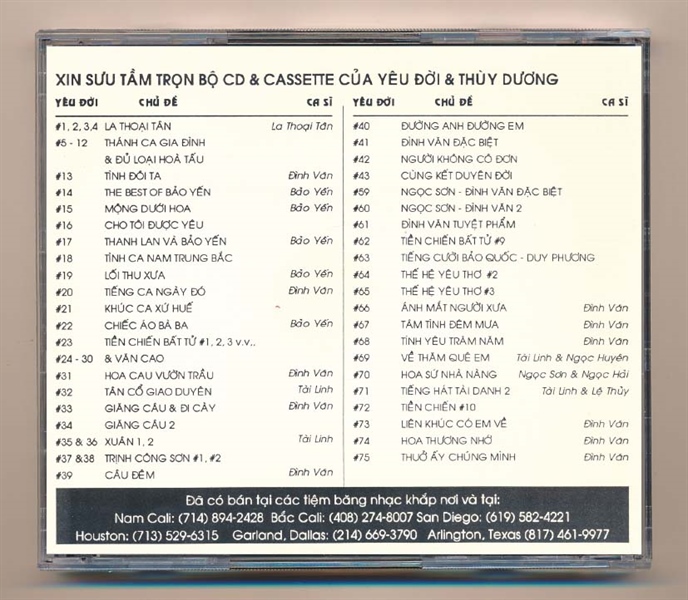 XIN SƯU TẦM TRỌN BỘ CD & CASSETTE CỦA YÊU ĐỜI & THÙY DƯƠNG
YÊU ĐỜI CHỦ ĐỀ CA SĨ
#1, 2, 3,4 LA THOẠI TÂN La Thoại Tân
#5 - 12 THÁNH CA GIA ĐÌNH
& ĐỦ LOẠI HOÀ TẤU
#13 TÌNH ĐÔI TA Đình Văn
#14 THE BEST OF BẢO YẾN Bảo Yến
#15 MỘNG DƯỚI HOA Bảo Yến
#16 CHO TÔI ĐƯỢC YÊU
#17 THANH LAN VÀ BẢO YẾN Bảo Yến
#18 TÌNH CA NAM TRUNG BẮC
#19 LỐI THU XƯA Bảo Yến
#20 TIẾNG CA NGÀY ĐÓ Đình Văn
#21 KHÚC CA XỨ HUẾ
#22 CHIẾC ÁO BÀ BA Bảo Yến
#23 TIỀN CHIẾN BẤT TỬ #1, 2, 3 v.v..
#24 - 30 & VĂN CAO
#31 HOA CAU VƯỜN TRẦU Đình Văn
#32 TÂN CỔ GIAO DUYÊN Tài Linh
#33 GIĂNG CÂU & ĐI CÀY Đình Văn
#34 GIĂNG CÂU 2
#35 & 36 XUÂN 1, 2 Tài Linh
#37 &38 TRỊNH CÔNG SƠN #1, #2
#39 CÂU ĐÊM Đình Văn
YÊU ĐỜI CHỦ ĐỀ CA SĨ
#40 ĐƯỜNG ANH ĐƯỜNG EM
#41 ĐÌNH VĂN ĐẶC BIỆT
#42 NGƯỜI KHÔNG CÔ ĐƠN
#43 CÙNG KẾT DUYÊN ĐỜI
#59 NGỌC SƠN - ĐÌNH VĂN ĐẶC BIỆT
#60 NGỌC SƠN - ĐÌNH VĂN 2
#61 ĐÌNH VĂN TUYỆT PHẨM
#62 TIỀN CHIẾN BẤT TỬ #9
#63 TIẾNG CƯỜI BẢO QUỐC - DUY PHƯƠNG
#64 THẾ HỆ YÊU THƠ #2
#65 THẾ HỆ YÊU THƠ #3
#66 ÁNH MẮT NGƯỜI XƯA Đình Văn
#67 TÂM TÌNH ĐÊM MƯA Đình Văn
#68 TÌNH YÊU TRĂM NĂM Đình Văn
#69 VỀ THĂM QUÊ EM Tài Linh & Ngọc Huyền
#70 HOA SỨ NHÀ NÀNG Ngọc Sơn & Ngọc Hải
#71 TIẾNG HÁT TÀI DANH 2 Tài Linh & Lệ Thủy
#72 TIỀN CHIẾN #10
#73 LIÊN KHÚC CÓ EM VỀ Đình Văn
#74 HOA THƯƠNG NHỚ Đình Văn
#75 THUỞ ẤY CHÚNG MÌNH Đình Văn
Đã có bán tại các tiệm băng nhạc khắp nơi và tại:
Nam Cali: (714) 894-2428 Bắc Cali: (408) 274-8007 San Diego: (619) 582-4221
Houston: (713) 529-6315 Garland, Dallas: (214) 669-3790 Arlington, Texas (817) 461-9977